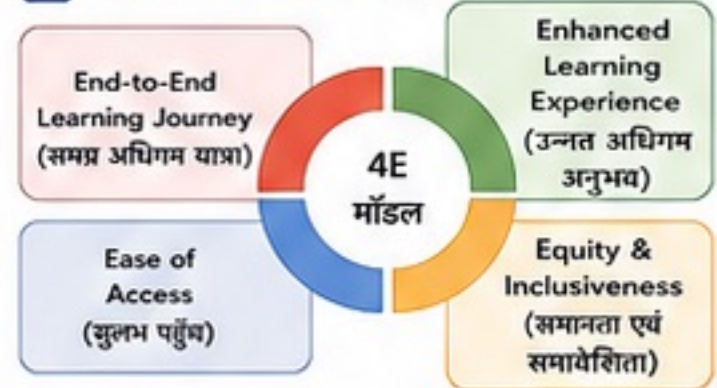 End-to-End
Learning Journey
(समग्र अधिगम यात्रा)
Enhanced
Learning
Experience
(उन्नत अधिगम
अनुभव)
4E
मॉडल
Ease of
Access
(सुलभ पहुँच)
Equity &
Inclusiveness
(समानता एवं
समावेशिता)